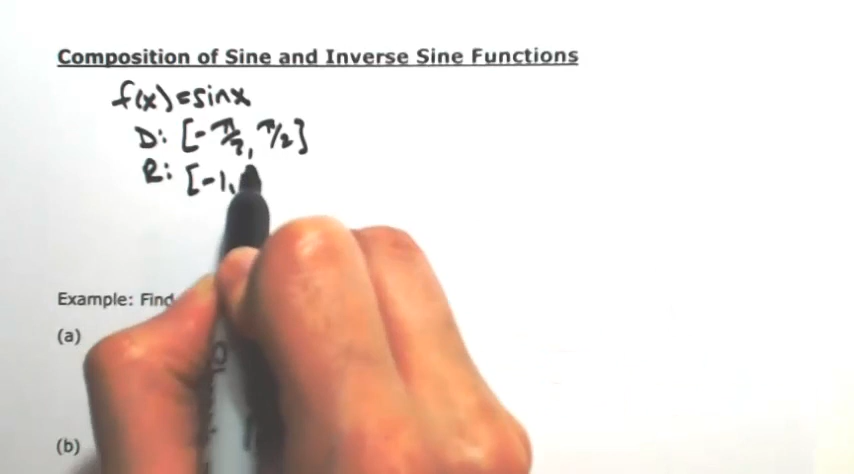 Composition of Sine and Inverse Sine Functions
f(x)=sinx
D: [-π/2, π/2]
R: [-1,
Example: Find
(a)
(b)